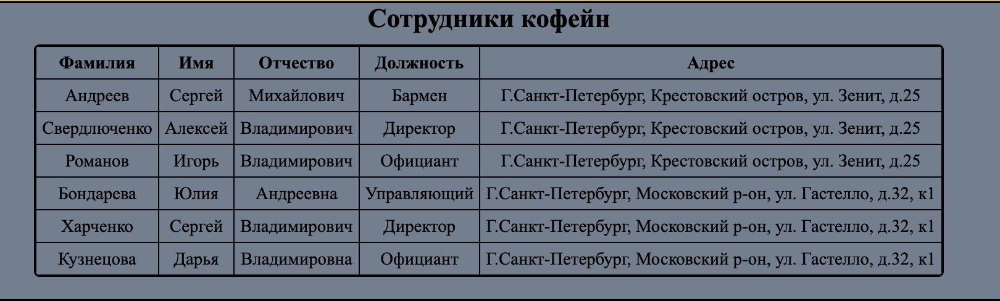 Сотрудники кофейн
Фамилия Имя Отчество Должность Адрес
Андреев Сергей Михайлович Бармен Г.Санкт-Петербург, Крестовский остров, ул. Зенит, д.25
Свердлюченко Алексей Владимирович Директор Г.Санкт-Петербург, Крестовский остров, ул. Зенит, д.25
Романов Игорь Владимирович Официант Г.Санкт-Петербург, Крестовский остров, ул. Зенит, д.25
Бондарева Юлия Андреевна Управляющий Г.Санкт-Петербург, Московский р-он, ул. Гастелло, д.32, к1
Харченко Сергей Владимирович Директор Г.Санкт-Петербург, Московский р-он, ул. Гастелло, д.32, к1
Кузнецова Дарья Владимировна Официант Г.Санкт-Петербург, Московский р-он, ул. Гастелло, д.32, к1